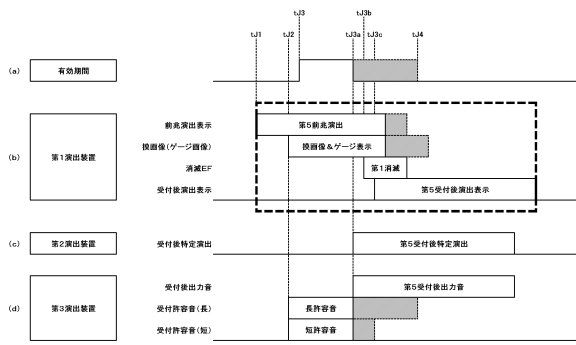 tJ3 tJ3b
tJ1 tJ2 tJ3a tJ3c tJ4
(a) 有効期間
(b) 第1演出装置
前兆演出表示 第5前兆演出
摸画像(ゲージ画像) 摸画像&ゲージ表示
消滅EF 第1消滅
受付後演出表示 第5受付後演出表示
(c) 第2演出装置 受付後特定演出 第5受付後特定演出
(d) 第3演出装置
受付後出力音 第5受付後出力音
受付許容音(長) 長許容音
受付許容音(短) 短許容音